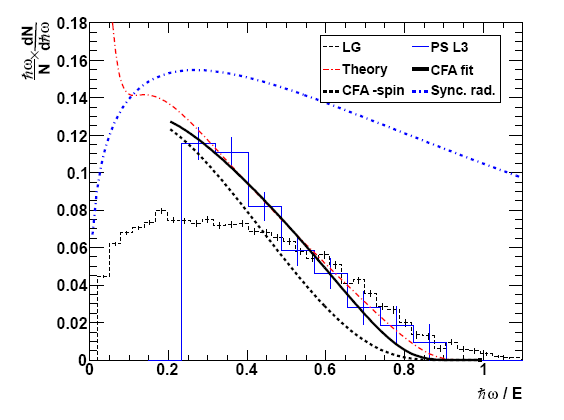 ħω/N × dN/dħω
0.18
0.16
0.14
0.12
0.1
0.08
0.06
0.04
0.02
0
LG
PS L3
Theory
CFA fit
CFA -spin
Sync. rad.
0 0.2 0.4 0.6 0.8 1
ħω / E